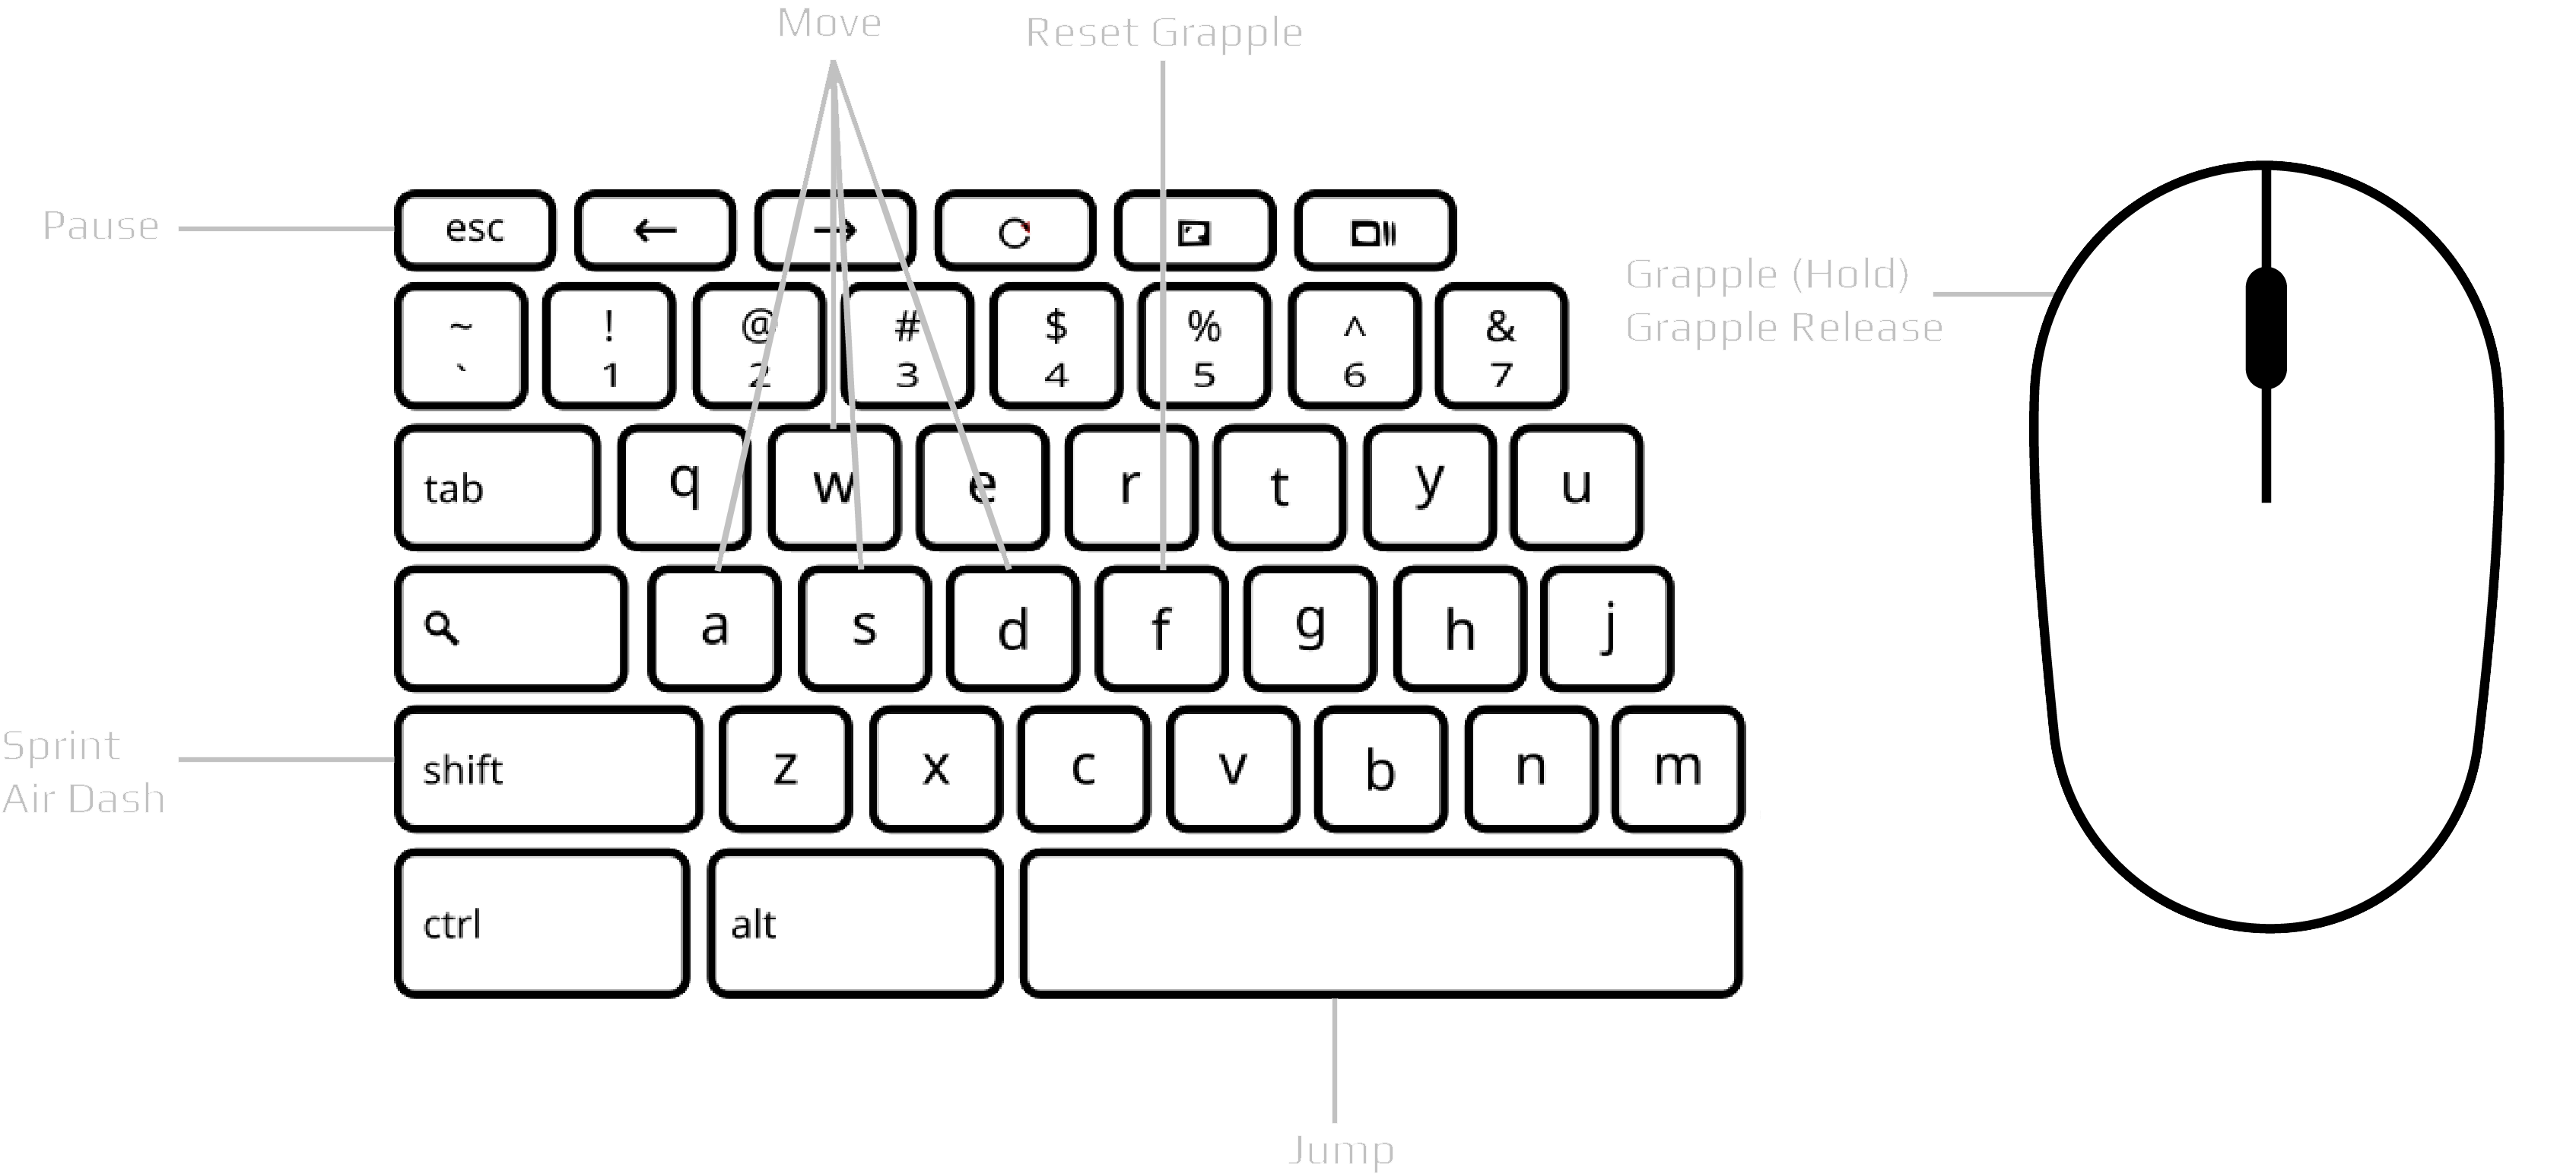 Move
Reset Grapple
Pause
esc ← →
Grapple (Hold)
Grapple Release
~ ! @ # $ % ^ &
` 1 2 3 4 5 6 7
tab q w e r t y u
a s d f g h j
Sprint
Air Dash
shift z x c v b n m
ctrl alt
Jump